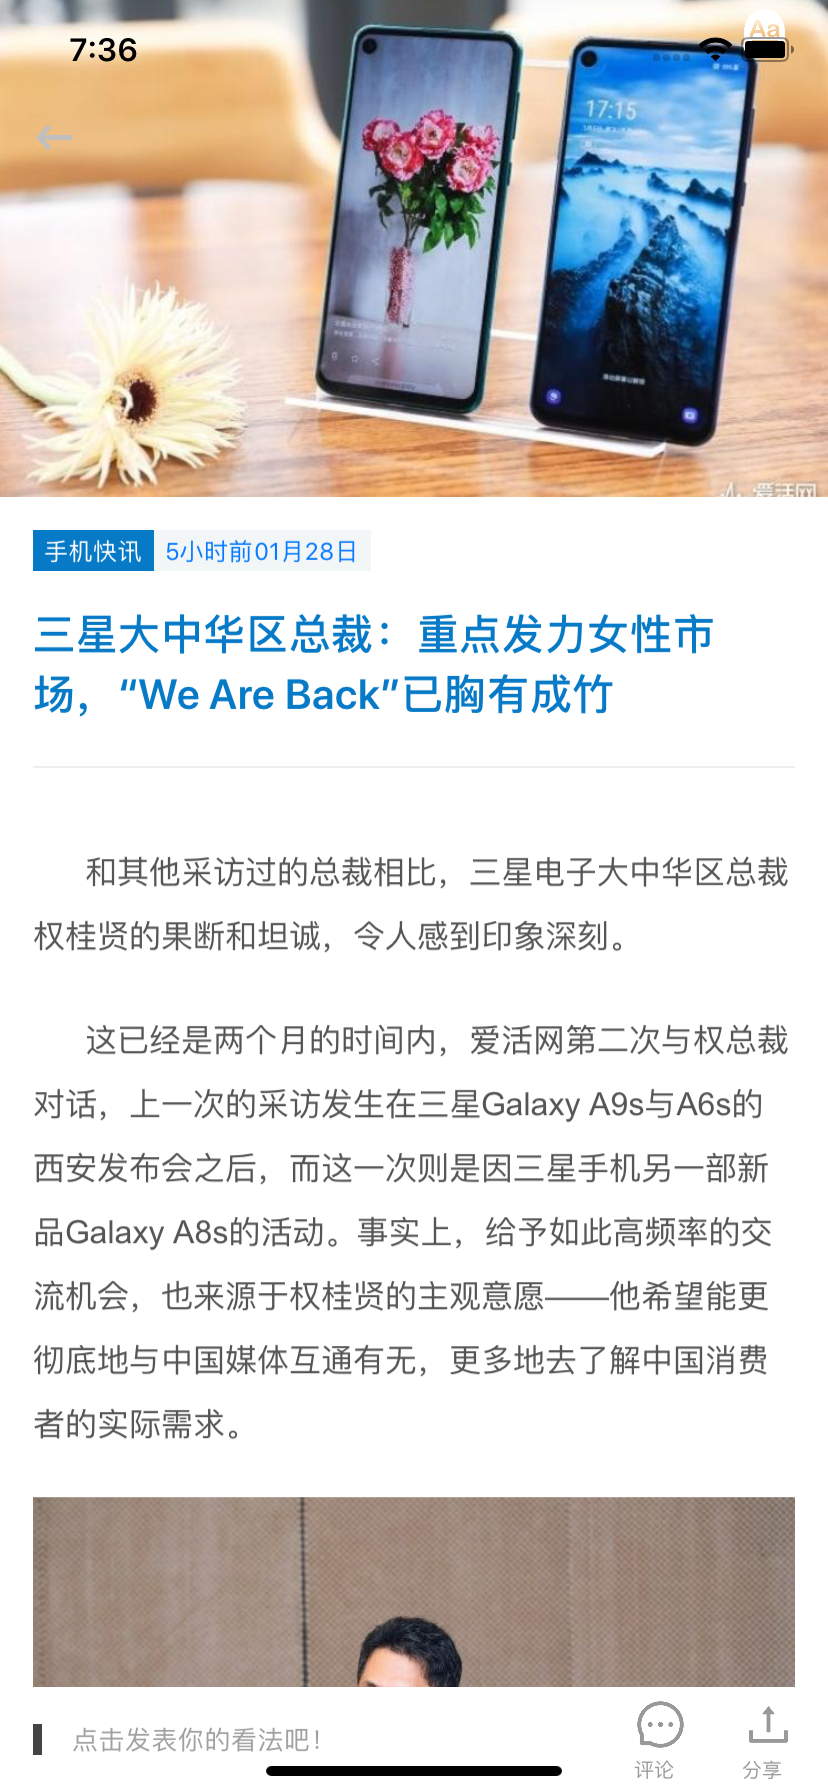 7:36
Aa
17:15
爱活网
手机快讯
5小时前01月28日
三星大中华区总裁：重点发力女性市
场，“We Are Back”已胸有成竹
和其他采访过的总裁相比，三星电子大中华区总裁
权桂贤的果断和坦诚，令人感到印象深刻。
这已经是两个月的时间内，爱活网第二次与权总裁
对话，上一次的采访发生在三星Galaxy A9s与A6s的
西安发布会之后，而这一次则是因三星手机另一部新
品Galaxy A8s的活动。事实上，给予如此高频率的交
流机会，也来源于权桂贤的主观意愿——他希望能更
彻底地与中国媒体互通有无，更多地去了解中国消费
者的实际需求。
点击发表你的看法吧！
评论
分享